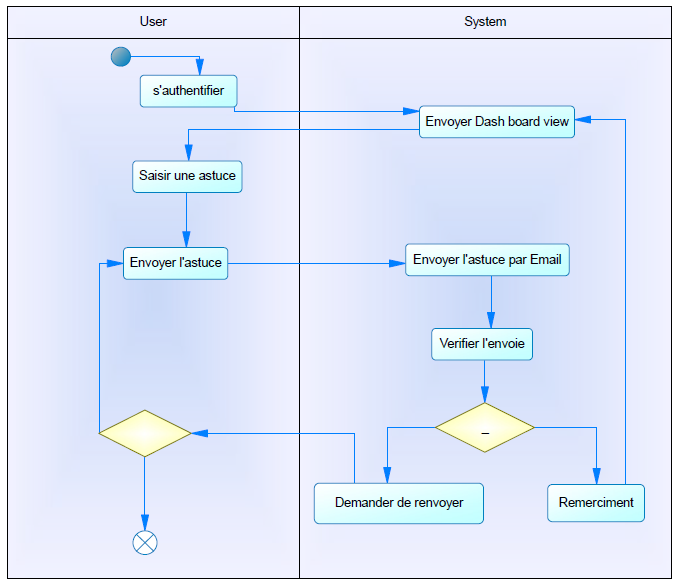 User
System
s'authentifier
Envoyer Dash board view
Saisir une astuce
Envoyer l'astuce
Envoyer l'astuce par Email
Verifier l'envoie
_
Demander de renvoyer
Remerciment